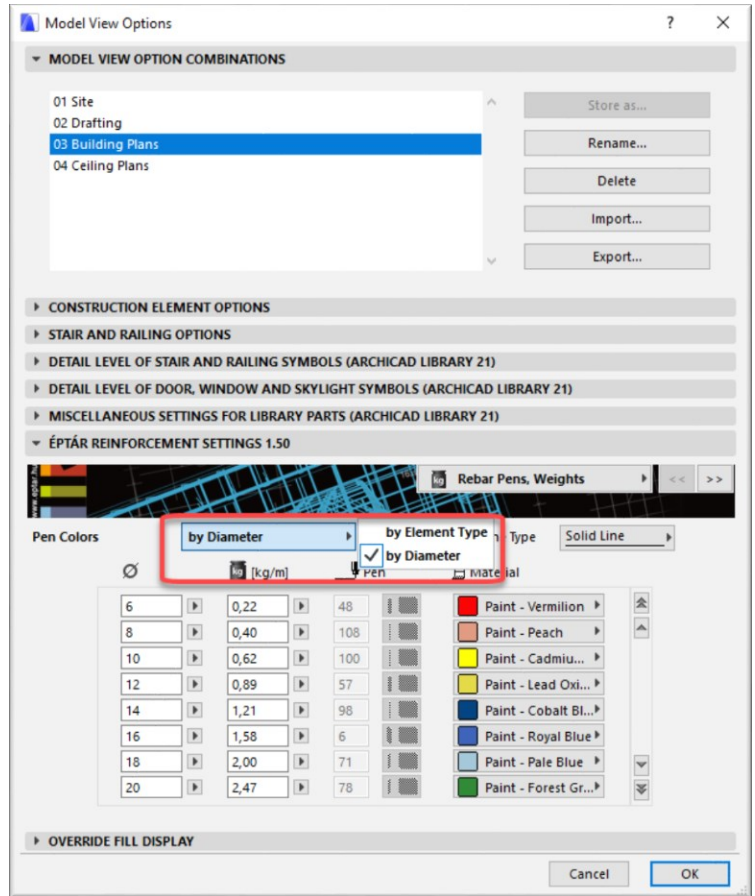 Model View Options ? ×
MODEL VIEW OPTION COMBINATIONS
01 Site
02 Drafting
03 Building Plans
04 Ceiling Plans
Store as...
Rename...
Delete
Import...
Export...
CONSTRUCTION ELEMENT OPTIONS
STAIR AND RAILING OPTIONS
DETAIL LEVEL OF STAIR AND RAILING SYMBOLS (ARCHICAD LIBRARY 21)
DETAIL LEVEL OF DOOR, WINDOW AND SKYLIGHT SYMBOLS (ARCHICAD LIBRARY 21)
MISCELLANEOUS SETTINGS FOR LIBRARY PARTS (ARCHICAD LIBRARY 21)
ÉPTÁR REINFORCEMENT SETTINGS 1.50
www.eptar.hu
kg Rebar Pens, Weights << >>
Pen Colors by Diameter by Element Type Type Solid Line
by Diameter
Ø kg [kg/m] Pen Material
6 0,22 48 Paint - Vermilion
8 0,40 108 Paint - Peach
10 0,62 100 Paint - Cadmiu...
12 0,89 57 Paint - Lead Oxi...
14 1,21 98 Paint - Cobalt Bl...
16 1,58 6 Paint - Royal Blue
18 2,00 71 Paint - Pale Blue
20 2,47 78 Paint - Forest Gr...
OVERRIDE FILL DISPLAY
Cancel OK